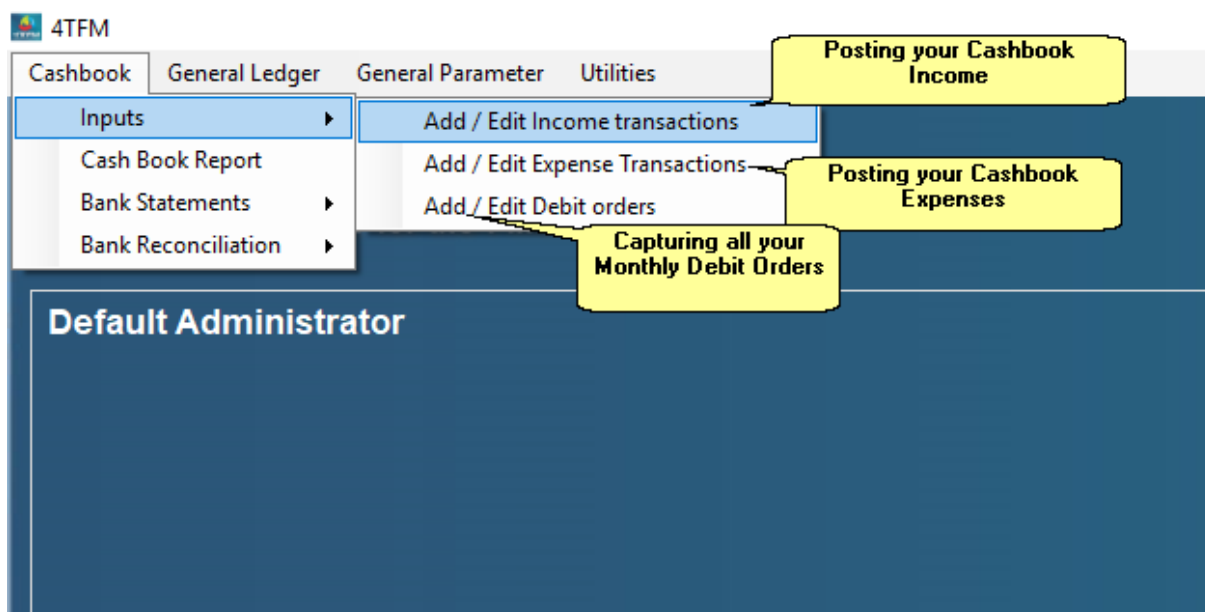 4TFM
Cashbook General Ledger General Parameter Utilities
Posting your Cashbook
Income
Inputs
Add / Edit Income transactions
Cash Book Report
Add / Edit Expense Transactions
Posting your Cashbook
Expenses
Bank Statements
Add / Edit Debit orders
Bank Reconciliation
Capturing all your
Monthly Debit Orders
Default Administrator